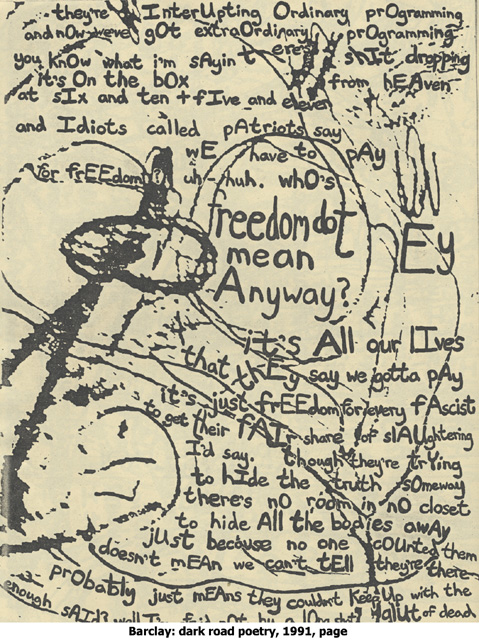 they're InterUpting Ordinary prOgramming
and nOw we've gOt extraOrdinary prOgramming
you knOw what i'm sAyin there's shIt dropping
it's On the bOx from hEAven
at sIx and ten + fIve and eleven
and Idiots called pAtriots say
wE have to pAy
for frEEdom? uh-huh. whO's
freedom dOt
mean
Anyway?
WEy
it's All our lIves
that thEy say we gotta pAy
it's just frEEdom for every fAscist
to get their fAIr share of slAUghtering
I'd say. though they're trYing
to hIde the truth sOmeway
there's nO room in nO closet
to hide All the bodies awAy
jUst because no one cOUnted them
doesn't mEAn we can't tEll they're there
prObably just mEAns they couldn't KeepUp with the
enough sAId? glUt of dead
Barclay: dark road poetry, 1991, page